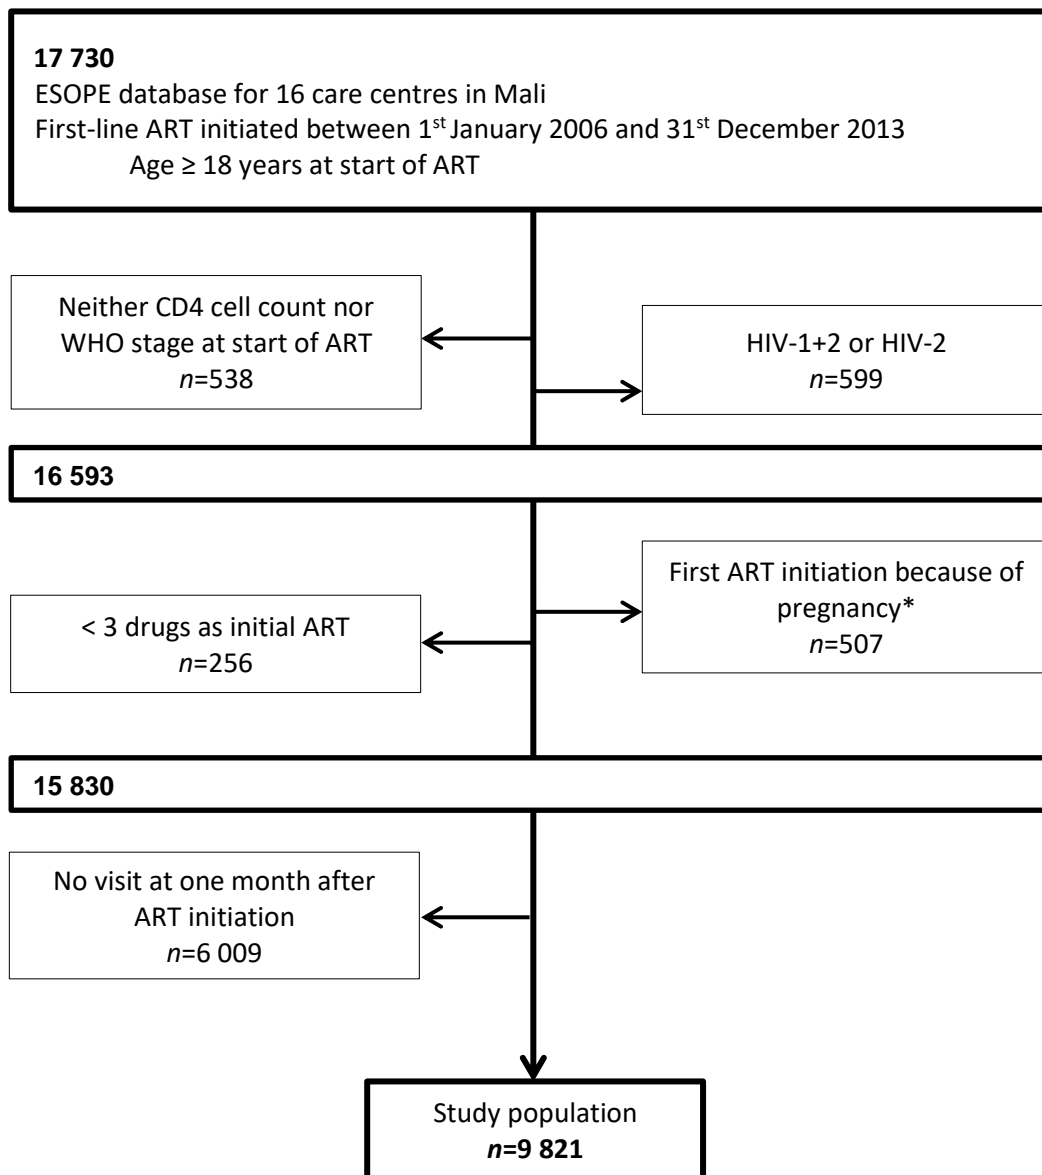 17 730
ESOPE database for 16 care centres in Mali
First-line ART initiated between 1st January 2006 and 31st December 2013
Age ≥ 18 years at start of ART
Neither CD4 cell count nor
WHO stage at start of ART
n=538
HIV-1+2 or HIV-2
n=599
16 593
First ART initiation because of
pregnancy*
n=507
< 3 drugs as initial ART
n=256
15 830
No visit at one month after
ART initiation
n=6 009
Study population
n=9 821